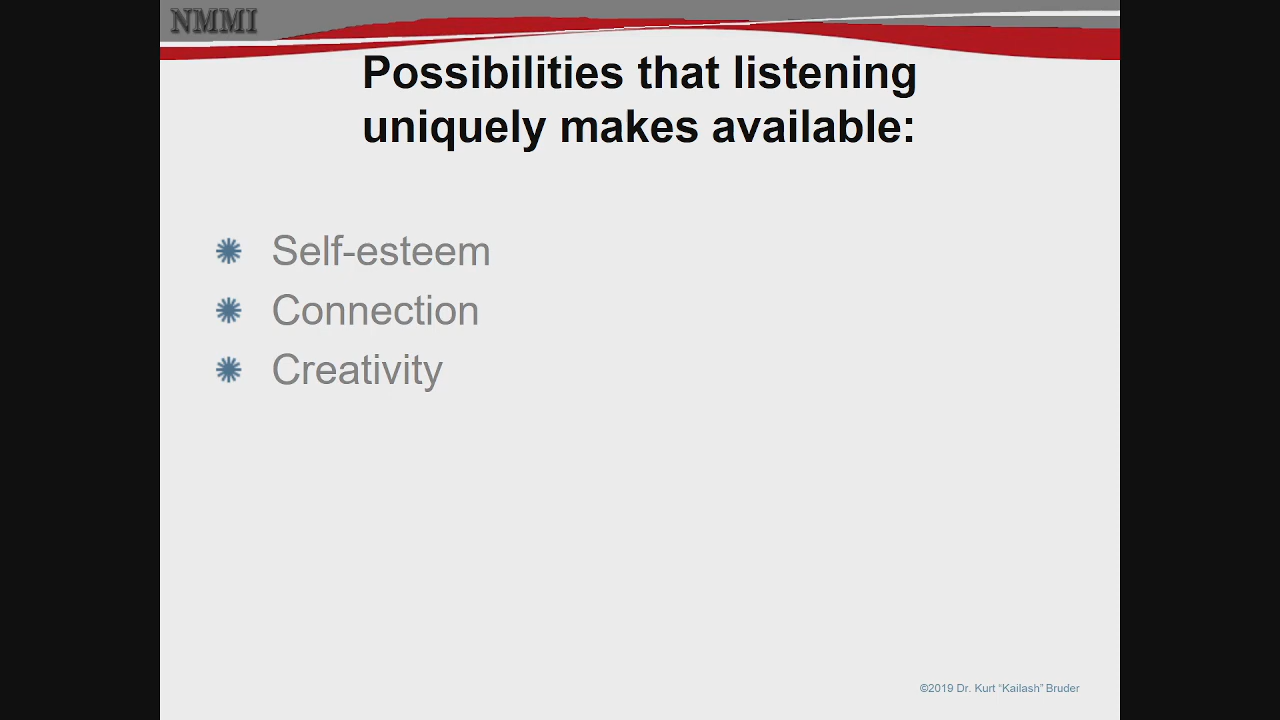 NMMI
Possibilities that listening
uniquely makes available:
Self-esteem
Connection
Creativity
©2019 Dr. Kurt “Kailash” Bruder